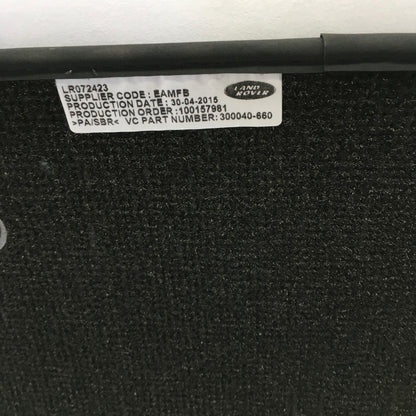 LR072423
SUPPLIER CODE : EAMFB
PRODUCTION DATE : 30-04-2015
PRODUCTION ORDER :100157981
>PA/SBR< VC PART NUMBER: 300040-660
LAND
ROVER